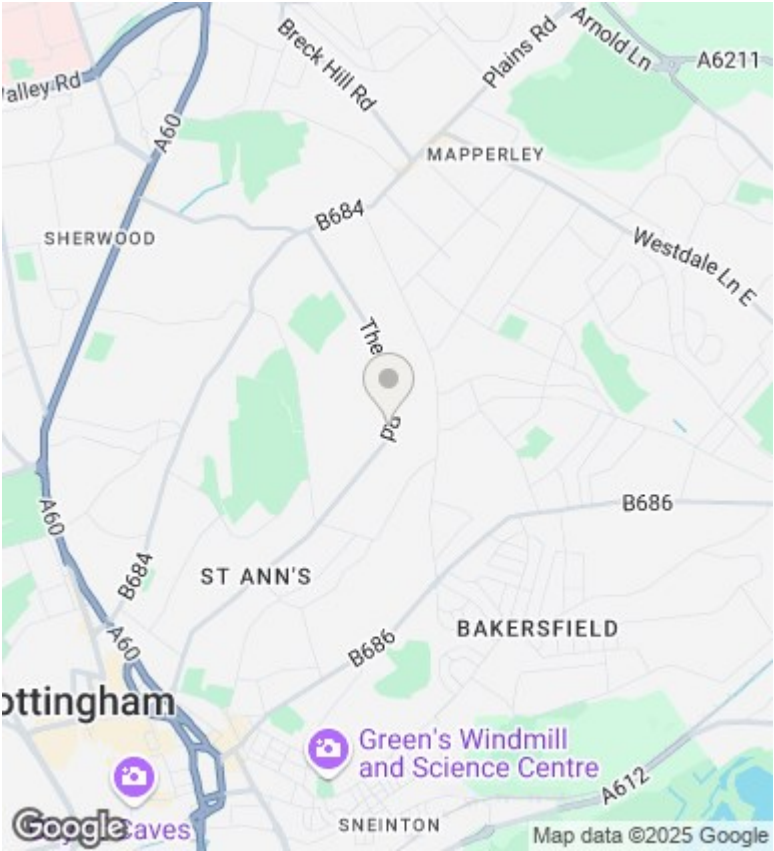 Breck Hill Rd
Plains Rd
Arnold Ln
A6211
alley Rd
A60
MAPPERLEY
B684
SHERWOOD
Westdale Ln E
The
Rd
A60
B686
B684
ST ANN'S
BAKERSFIELD
A60
B686
ottingham
Green's Windmill
and Science Centre
A612
Caves
Google
SNEINTON
Map data ©2025 Google